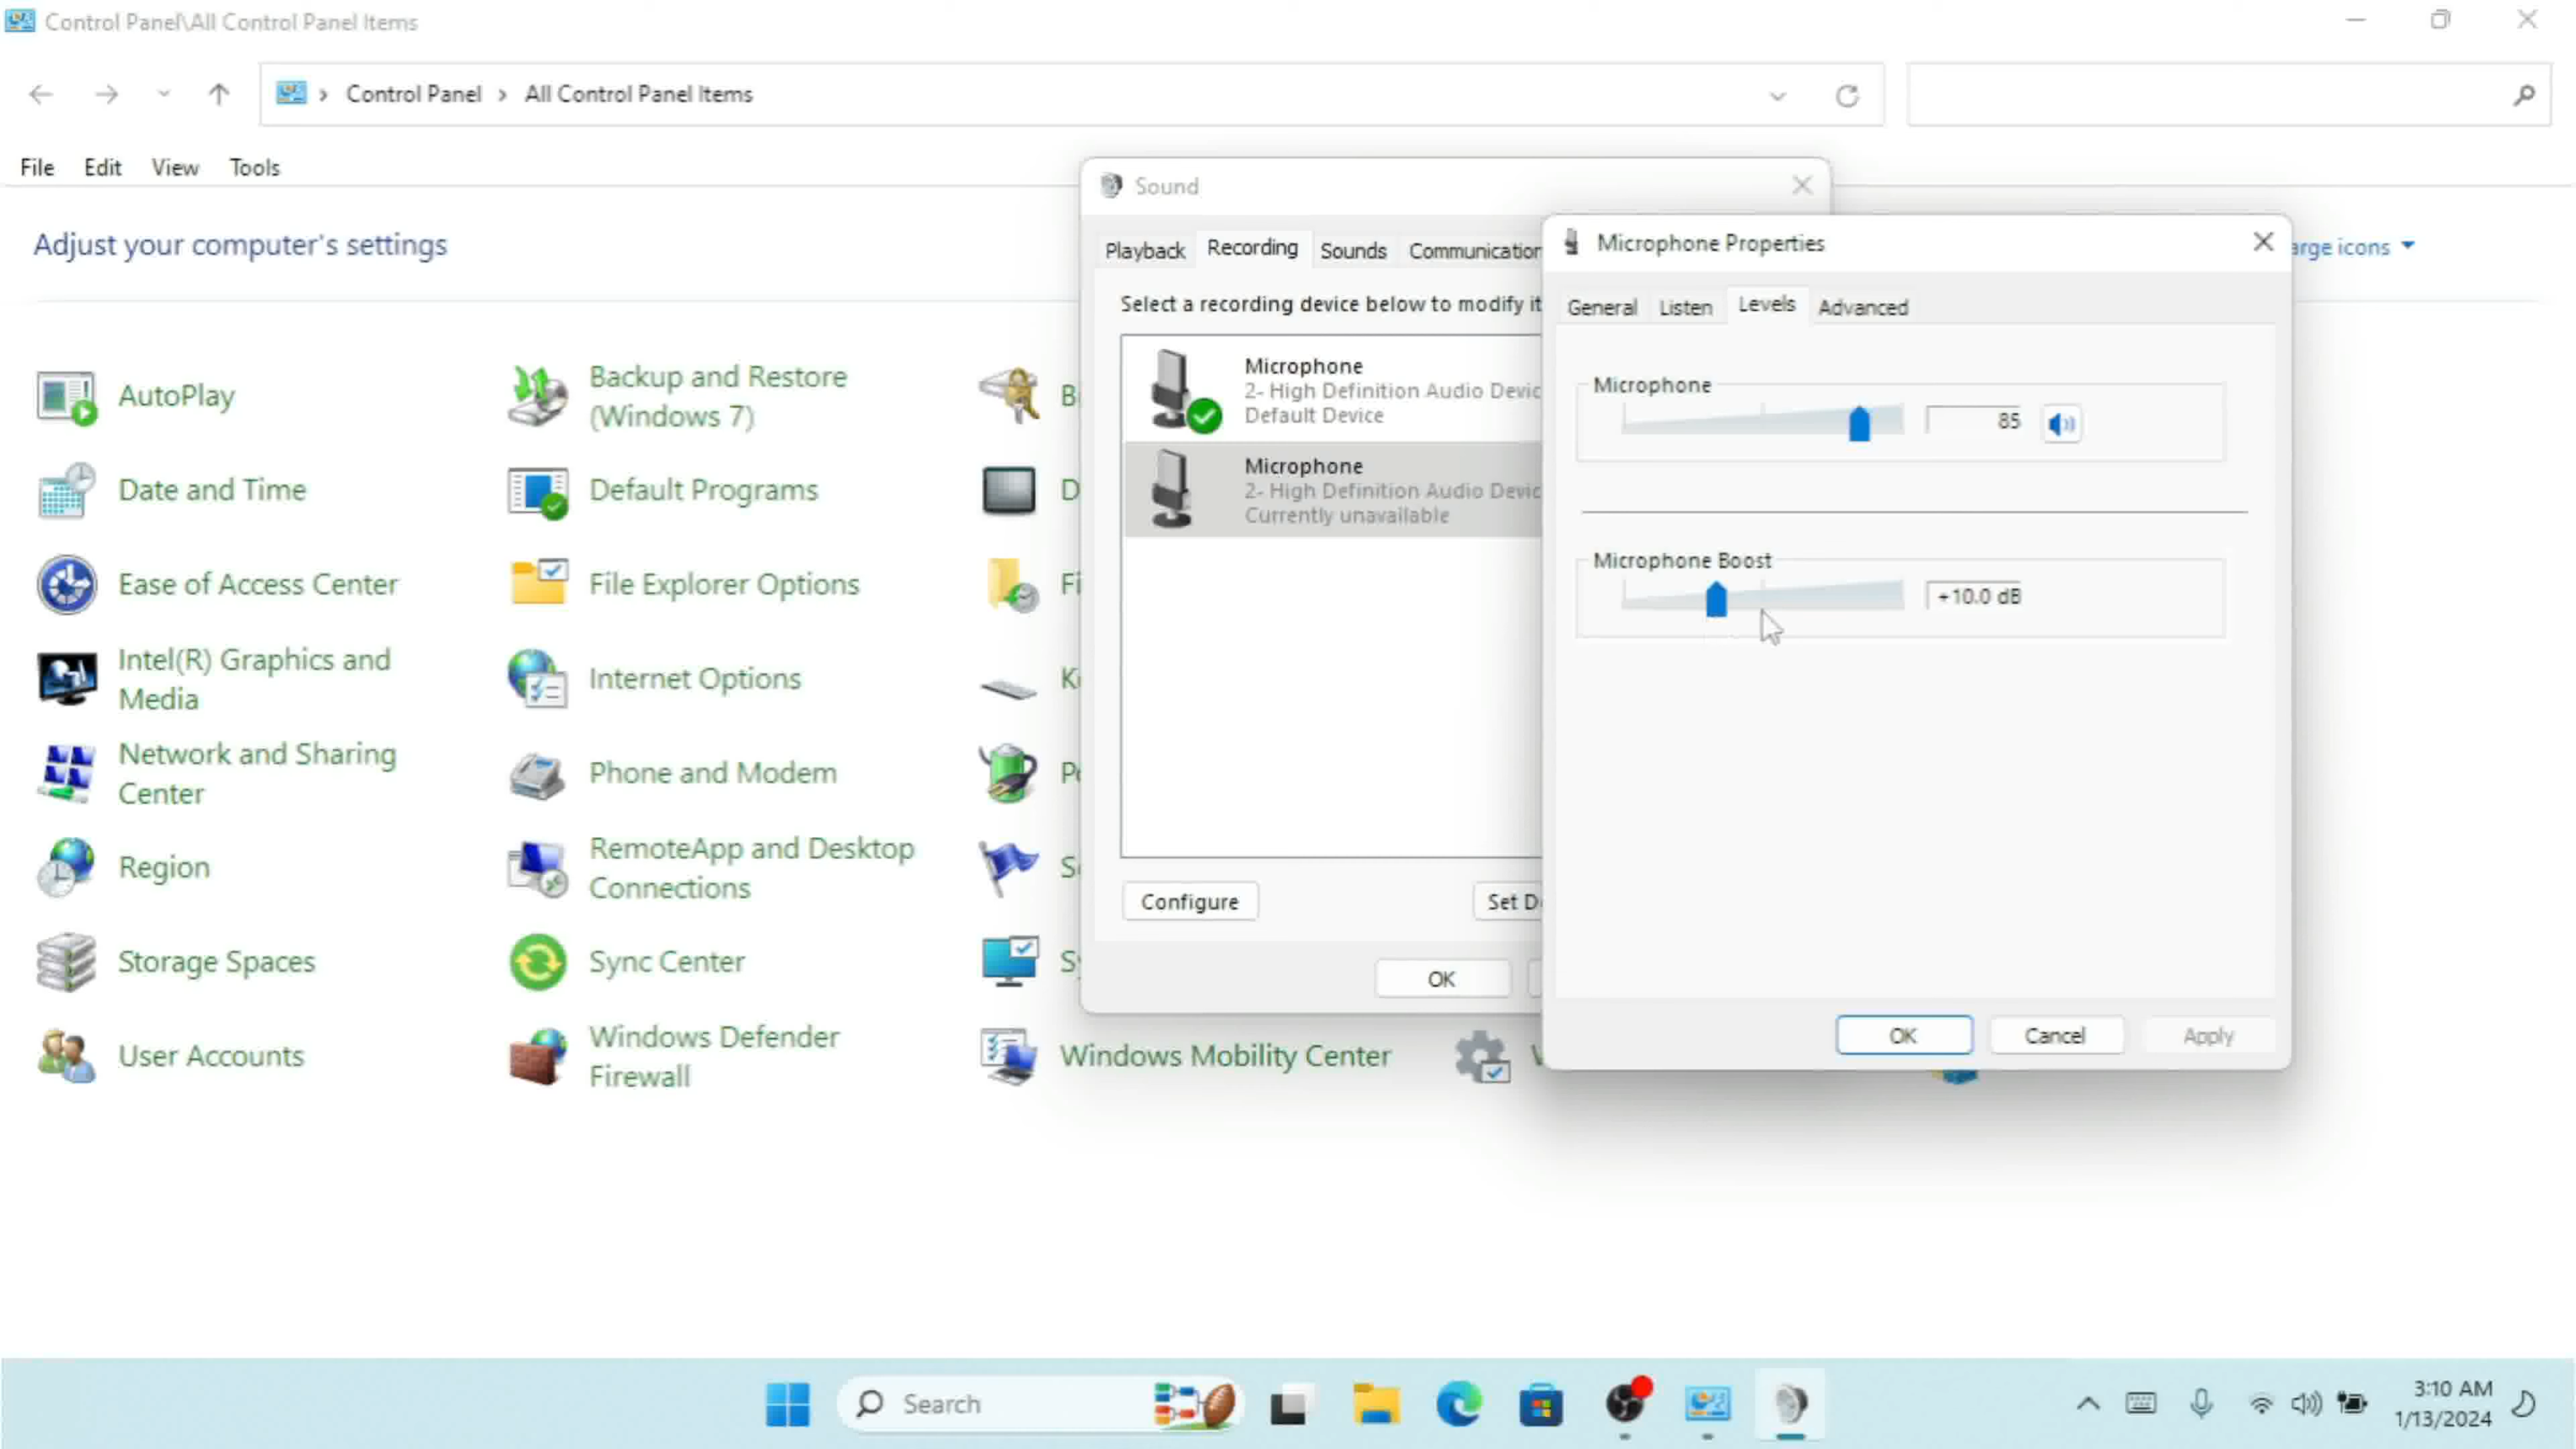 Control Panel\All Control Panel Items
Control Panel > All Control Panel Items
File Edit View Tools
Adjust your computer's settings
arge icons
AutoPlay
Backup and Restore
(Windows 7)
Date and Time
Default Programs
Ease of Access Center
File Explorer Options
Intel(R) Graphics and
Media
Internet Options
Network and Sharing
Center
Phone and Modem
Region
RemoteApp and Desktop
Connections
Storage Spaces
Sync Center
User Accounts
Windows Defender
Firewall
Windows Mobility Center
Sound
Playback Recording Sounds Communication
Select a recording device below to modify it
Microphone
2- High Definition Audio Devic
Default Device
Microphone
2- High Definition Audio Devic
Currently unavailable
Configure
Set D
OK
Microphone Properties
General Listen Levels Advanced
Microphone
85
Microphone Boost
+10.0 dB
OK Cancel Apply
Search
3:10 AM
1/13/2024